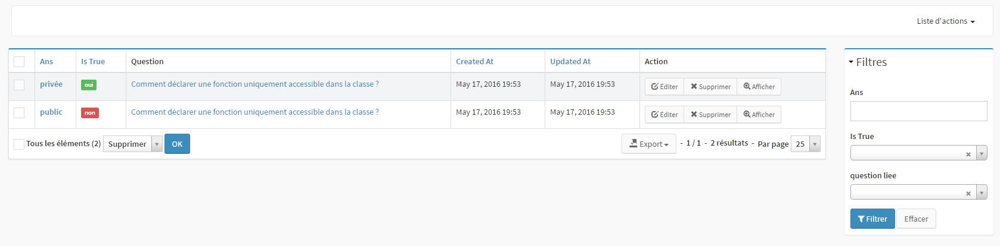 Liste d'actions
Ans Is True Question Created At Updated At Action
privée oui Comment déclarer une fonction uniquement accessible dans la classe ? May 17, 2016 19:53 May 17, 2016 19:53 Éditer Supprimer Afficher
public non Comment déclarer une fonction uniquement accessible dans la classe ? May 17, 2016 19:53 May 17, 2016 19:53 Éditer Supprimer Afficher
Tous les éléments (2) Supprimer OK Export - 1 / 1 - 2 résultats - Par page 25
Filtres
Ans
Is True
question liee
Filtrer Effacer